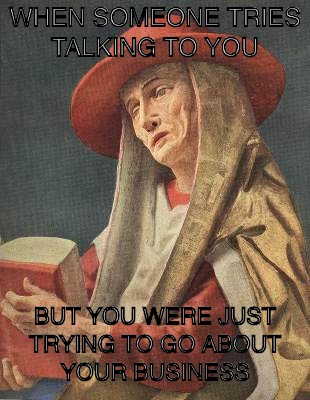 WHEN SOMEONE TRIES
TALKING TO YOU
BUT YOU WERE JUST
TRYING TO GO ABOUT
YOUR BUSINESS